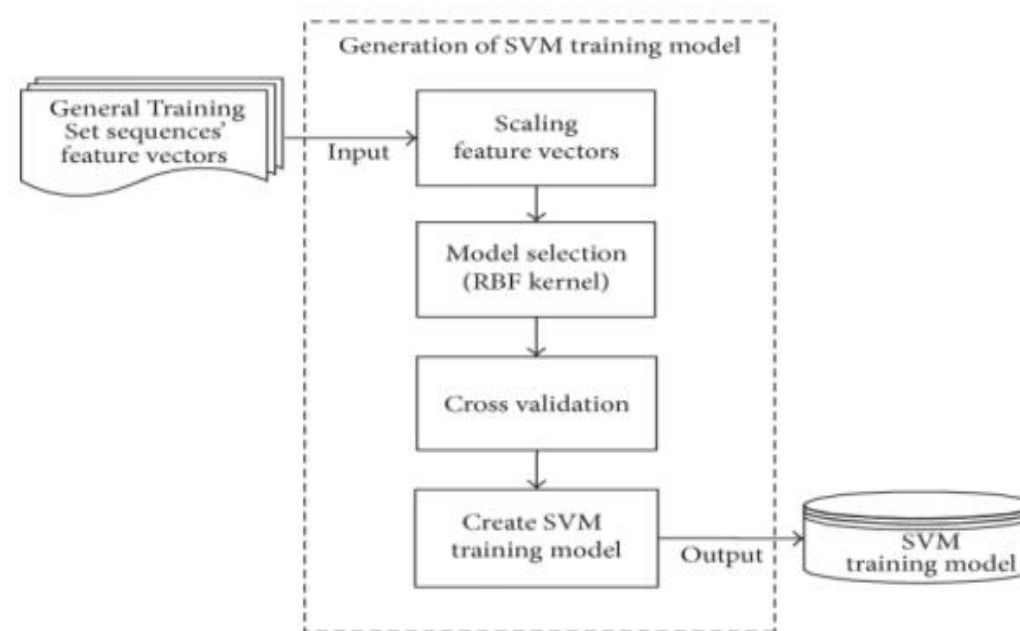 Generation of SVM training model
General Training
Set sequences'
feature vectors
Input
Scaling
feature vectors
Model selection
(RBF kernel)
Cross validation
Create SVM
training model
Output
SVM
training model